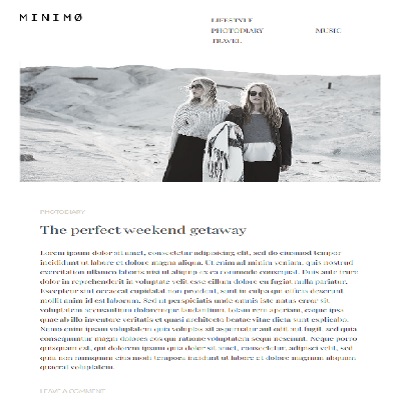 MINIMØ
LIFESTYLE
PHOTODIARY
MUSIC
TRAVEL
PHOTODIARY
The perfect weekend getaway
Lorem ipsum dolor sit amet, consectetur adipisicing elit, sed do eiusmod tempor
incididunt ut labore et dolore magna aliqua. Ut enim ad minim veniam, quis nostrud
exercitation ullamco laboris nisi ut aliquip ex ea commodo consequat. Duis aute irure
dolor in reprehenderit in voluptate velit esse cillum dolore eu fugiat nulla pariatur.
Excepteur sint occaecat cupidatat non proident, sunt in culpa qui officia deserunt
mollit anim id est laborum. Sed ut perspiciatis unde omnis iste natus error sit
voluptatem accusantium doloremque laudantium, totam rem aperiam, eaque ipsa
quae ab illo inventore veritatis et quasi architecto beatae vitae dicta sunt explicabo.
Nemo enim ipsam voluptatem quia voluptas sit aspernatur aut odit aut fugit, sed quia
consequuntur magni dolores eos qui ratione voluptatem sequi nesciunt. Neque porro
quisquam est, qui dolorem ipsum quia dolor sit amet, consectetur, adipisci velit, sed
quia non numquam eius modi tempora incidunt ut labore et dolore magnam aliquam
quaerat voluptatem.
LEAVE A COMMENT